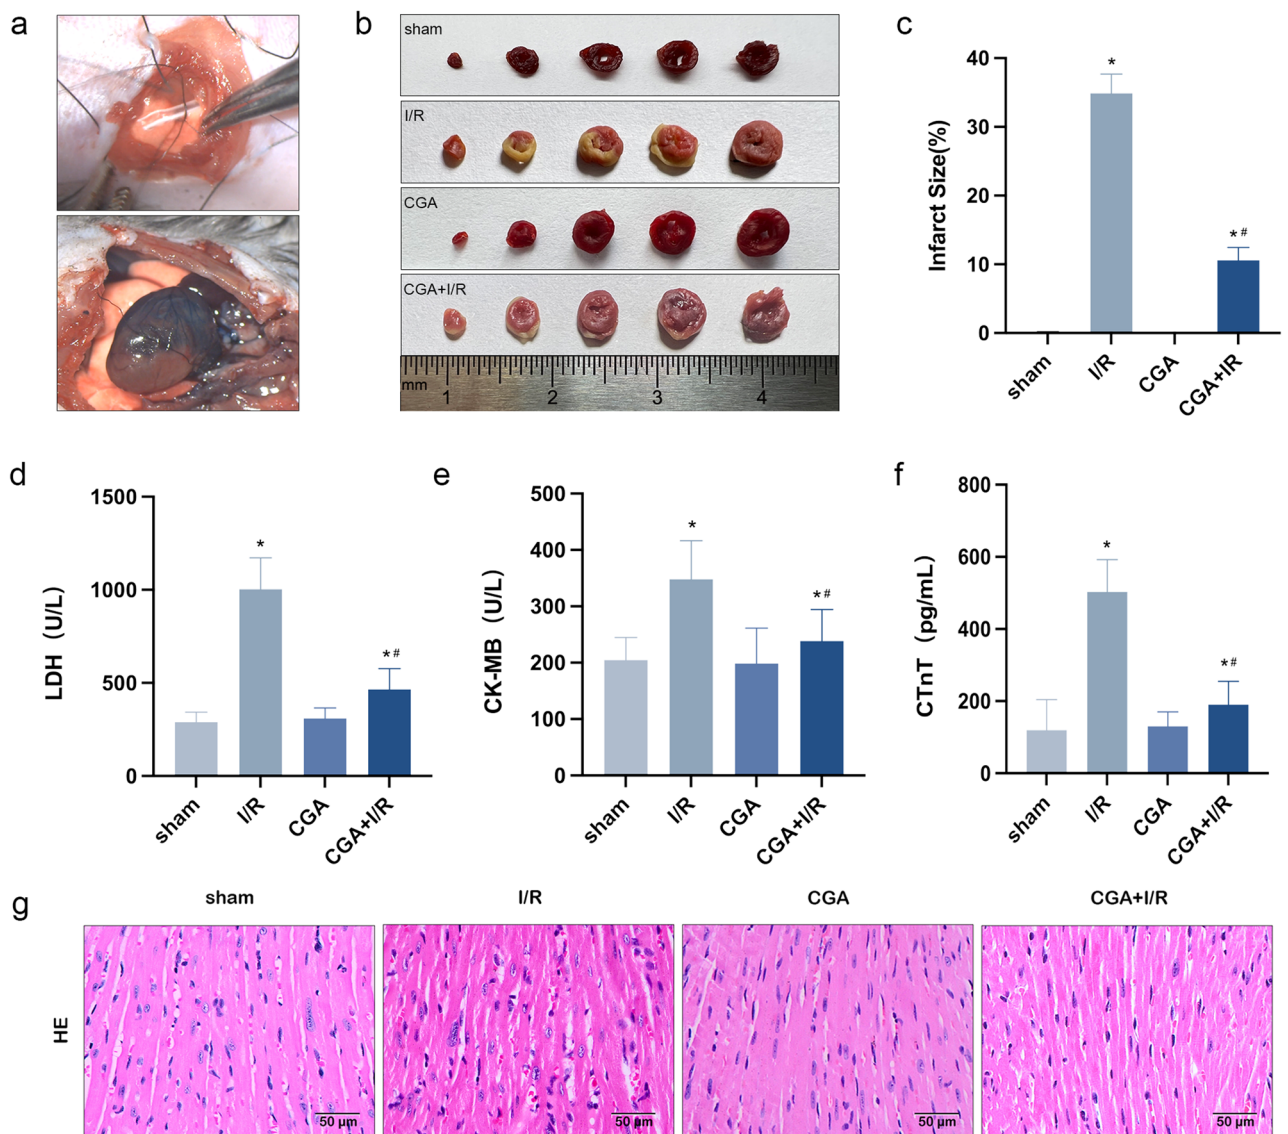 a
b
sham
I/R
CGA
CGA+I/R
mm
1 2 3 4
c
Infarct Size(%)
40
30
20
10
0
*
*#
sham I/R CGA CGA+IR
d
LDH (U/L)
1500
1000
500
0
*
*#
sham I/R CGA CGA+I/R
e
CK-MB (U/L)
500
400
300
200
100
0
*
*#
sham I/R CGA CGA+I/R
f
CTnT (pg/mL)
800
600
400
200
0
*
*#
sham I/R CGA CGA+I/R
g
sham I/R CGA CGA+I/R
HE
50 μm 50 μm 50 μm 50 μm